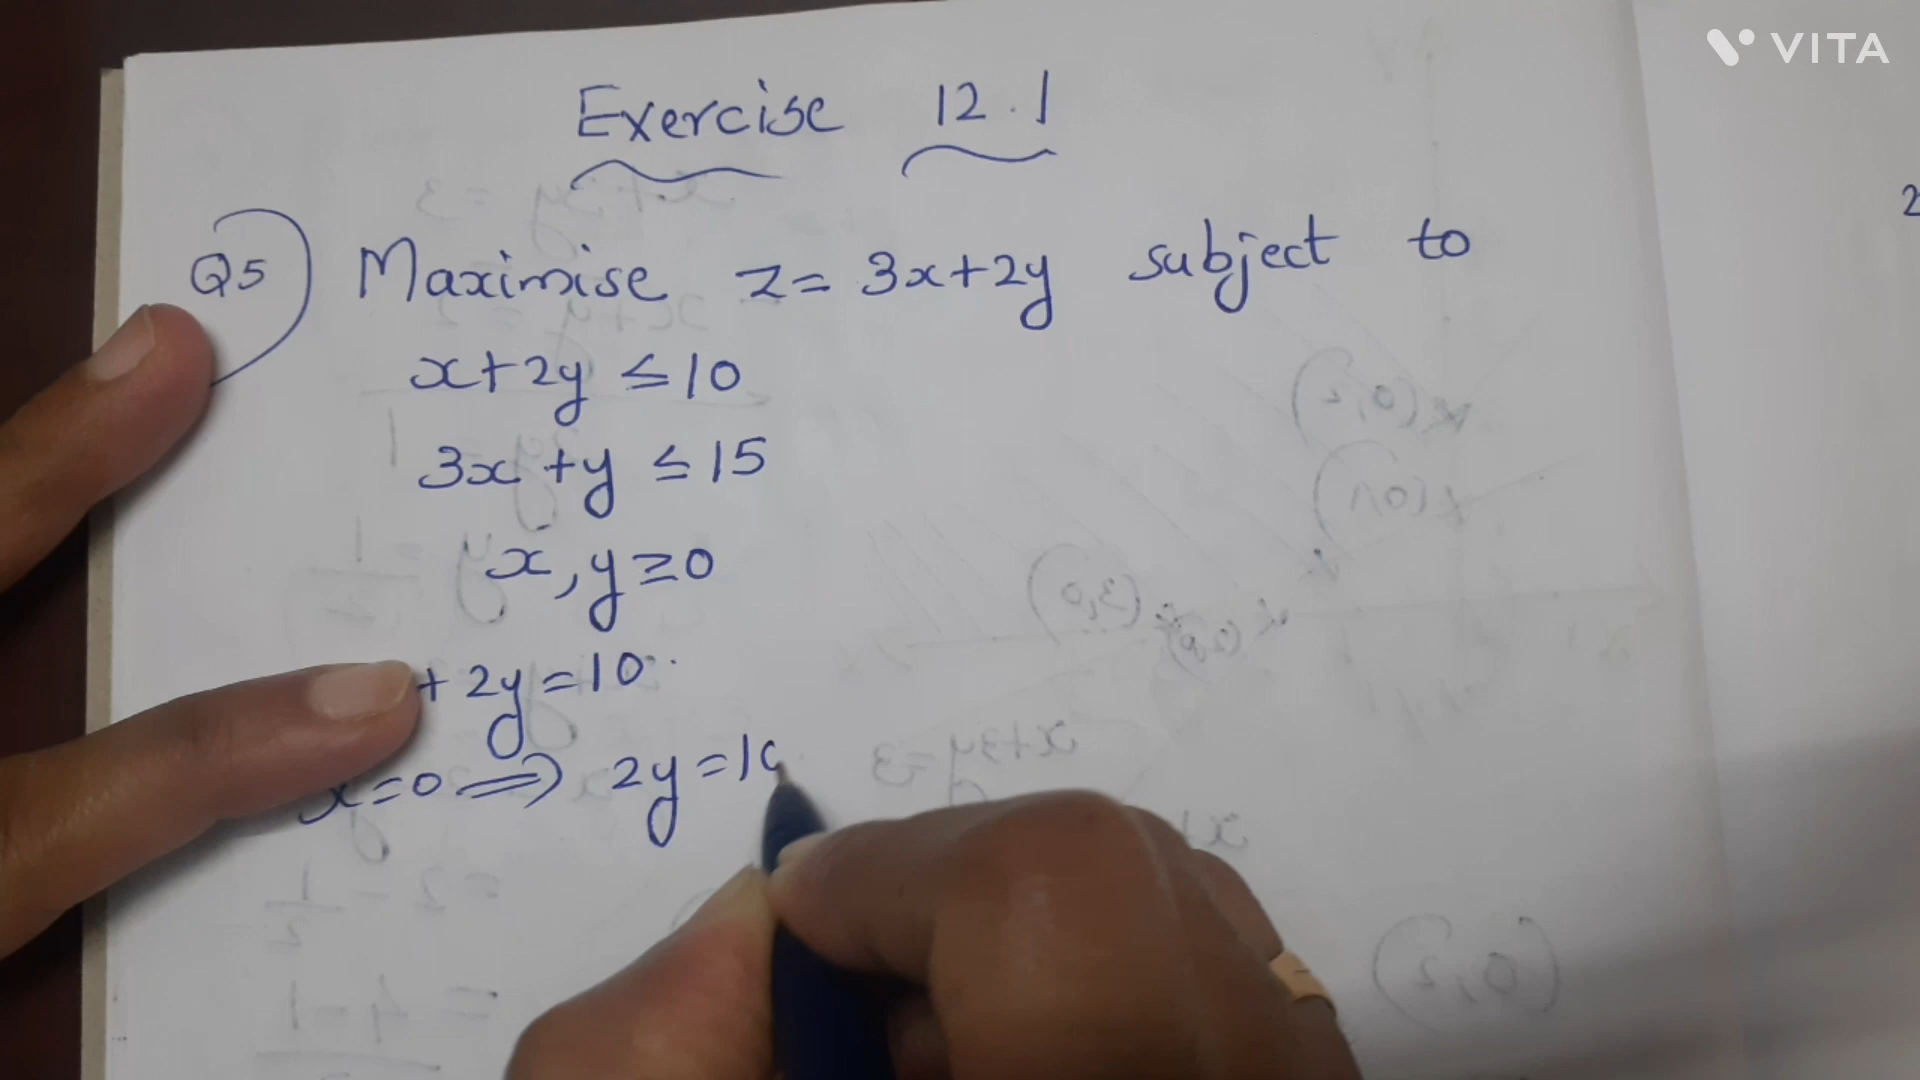 VITA
Exercise 12.1
Q5) Maximise z = 3x+2y subject to
x+2y ≤ 10
3x+y ≤ 15
x, y ≥ 0
+ 2y = 10
x=0 ⟹ 2y = 10